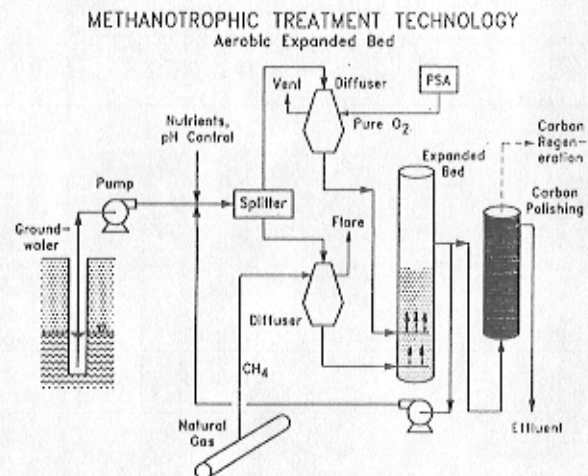 METHANOTROPHIC TREATMENT TECHNOLOGY
Aerobic Expanded Bed
Vent
Diffuser
PSA
Nutrients,
pH Control
Pure O2
Carbon
Regen-
eration
Expanded
Bed
Pump
Splitter
Carbon
Polishing
Ground-
water
Flare
Diffuser
CH4
Natural
Gas
Effluent